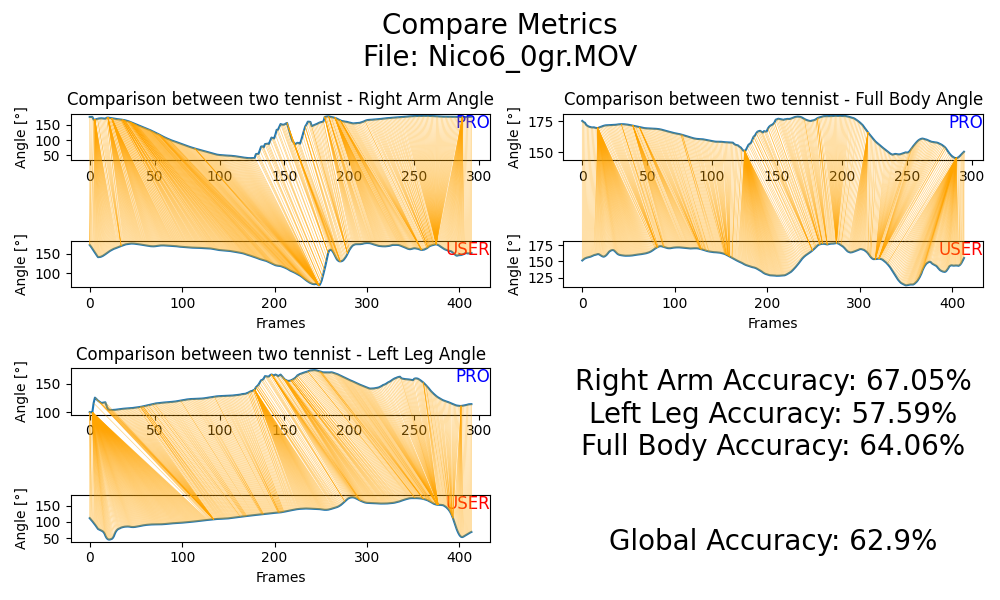 Compare Metrics
File: Nico6_0gr.MOV
Comparison between two tennist - Right Arm Angle
Angle [°]
150
100
50
PRO
0 50 100 150 200 250 300
Angle [°]
150
100
USER
0 100 200 300 400
Frames
Comparison between two tennist - Full Body Angle
Angle [°]
175
150
PRO
0 50 100 150 200 250 300
Angle [°]
175
150
125
USER
0 100 200 300 400
Frames
Comparison between two tennist - Left Leg Angle
Angle [°]
150
100
PRO
0 50 100 150 200 250 300
Angle [°]
150
100
50
USER
0 100 200 300 400
Frames
Right Arm Accuracy: 67.05%
Left Leg Accuracy: 57.59%
Full Body Accuracy: 64.06%
Global Accuracy: 62.9%